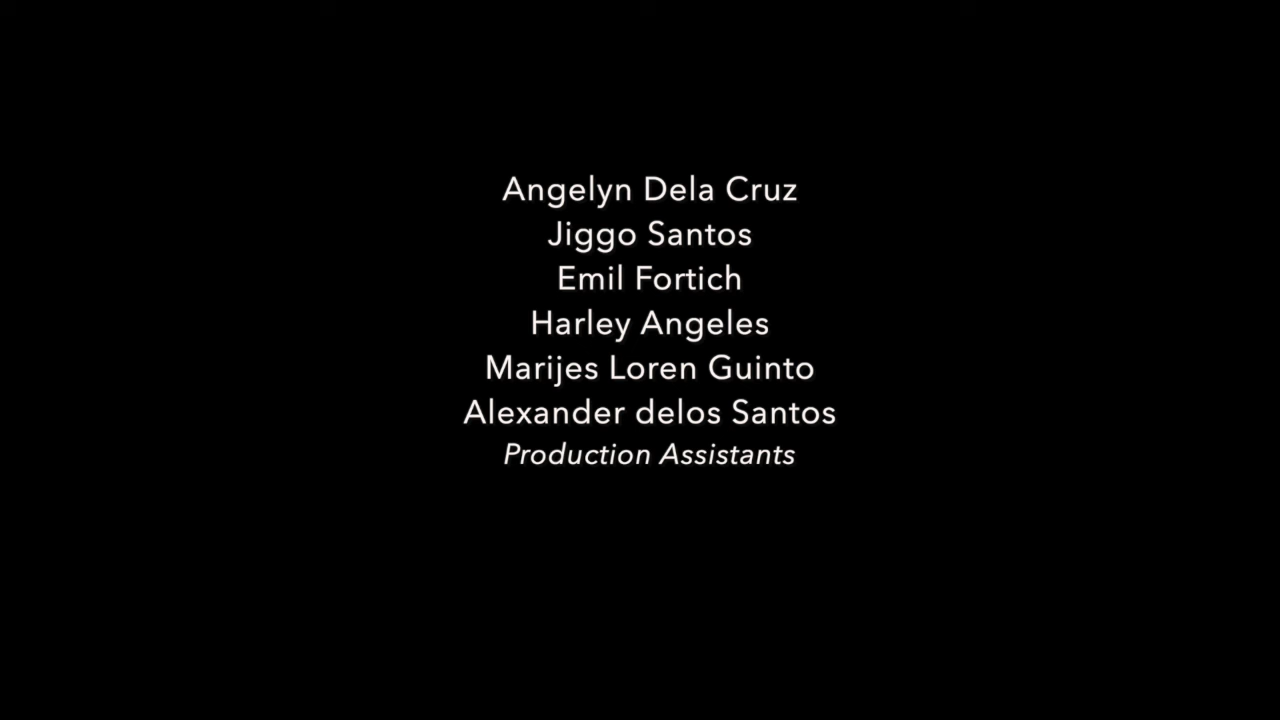 Angelyn Dela Cruz
Jiggo Santos
Emil Fortich
Harley Angeles
Marijes Loren Guinto
Alexander delos Santos
Production Assistants